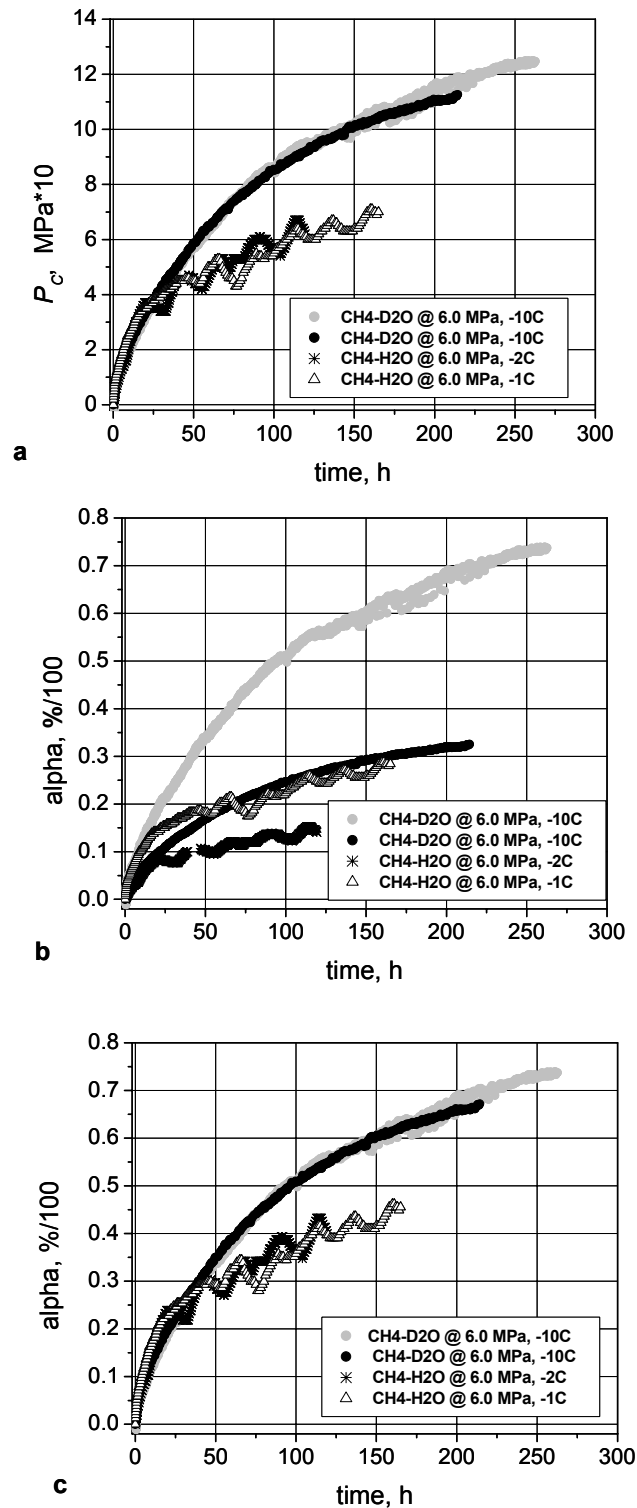 14
12
10
8
6
4
2
0
P_C, MPa*10
CH4-D2O @ 6.0 MPa, -10C
CH4-D2O @ 6.0 MPa, -10C
CH4-H2O @ 6.0 MPa, -2C
CH4-H2O @ 6.0 MPa, -1C
0 50 100 150 200 250 300
time, h
a
0.8
0.7
0.6
0.5
0.4
0.3
0.2
0.1
0.0
alpha, %/100
CH4-D2O @ 6.0 MPa, -10C
CH4-D2O @ 6.0 MPa, -10C
CH4-H2O @ 6.0 MPa, -2C
CH4-H2O @ 6.0 MPa, -1C
0 50 100 150 200 250 300
time, h
b
0.8
0.7
0.6
0.5
0.4
0.3
0.2
0.1
0.0
alpha, %/100
CH4-D2O @ 6.0 MPa, -10C
CH4-D2O @ 6.0 MPa, -10C
CH4-H2O @ 6.0 MPa, -2C
CH4-H2O @ 6.0 MPa, -1C
0 50 100 150 200 250 300
time, h
c